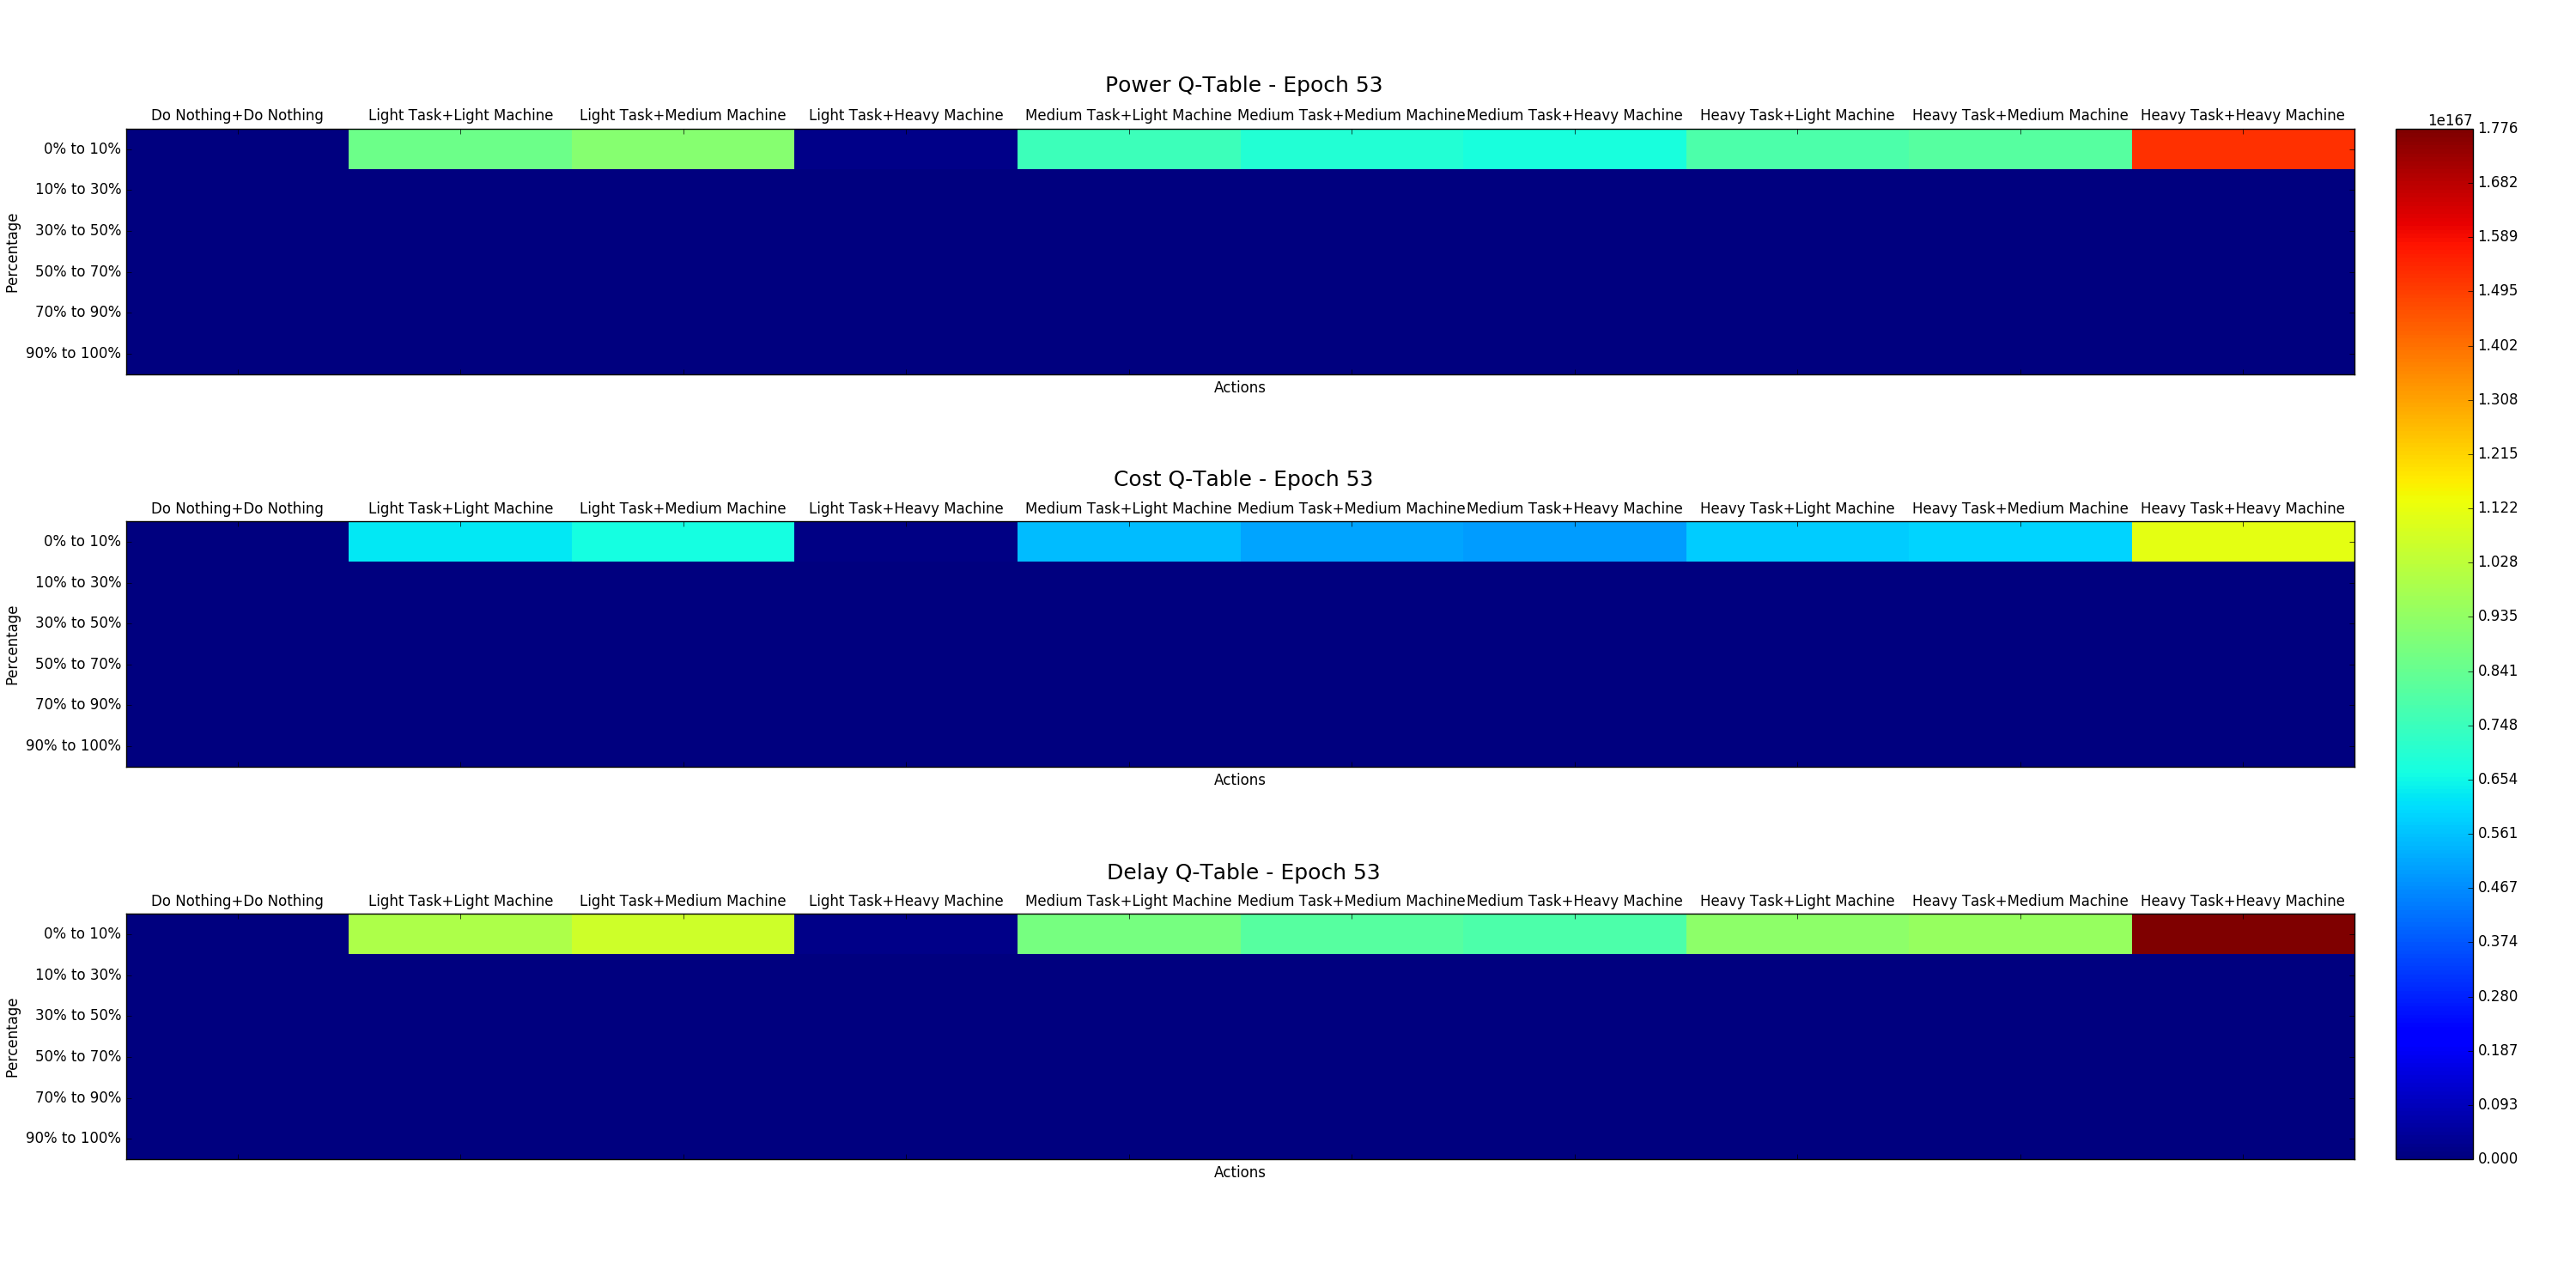 Power Q-Table - Epoch 53
Do Nothing+Do Nothing Light Task+Light Machine Light Task+Medium Machine Light Task+Heavy Machine Medium Task+Light Machine Medium Task+Medium Machine Medium Task+Heavy Machine Heavy Task+Light Machine Heavy Task+Medium Machine Heavy Task+Heavy Machine
0% to 10%
10% to 30%
30% to 50%
50% to 70%
70% to 90%
90% to 100%
Percentage
Actions
Cost Q-Table - Epoch 53
Do Nothing+Do Nothing Light Task+Light Machine Light Task+Medium Machine Light Task+Heavy Machine Medium Task+Light Machine Medium Task+Medium Machine Medium Task+Heavy Machine Heavy Task+Light Machine Heavy Task+Medium Machine Heavy Task+Heavy Machine
0% to 10%
10% to 30%
30% to 50%
50% to 70%
70% to 90%
90% to 100%
Percentage
Actions
Delay Q-Table - Epoch 53
Do Nothing+Do Nothing Light Task+Light Machine Light Task+Medium Machine Light Task+Heavy Machine Medium Task+Light Machine Medium Task+Medium Machine Medium Task+Heavy Machine Heavy Task+Light Machine Heavy Task+Medium Machine Heavy Task+Heavy Machine
0% to 10%
10% to 30%
30% to 50%
50% to 70%
70% to 90%
90% to 100%
Percentage
Actions
1e167
1.776
1.682
1.589
1.495
1.402
1.308
1.215
1.122
1.028
0.935
0.841
0.748
0.654
0.561
0.467
0.374
0.280
0.187
0.093
0.000